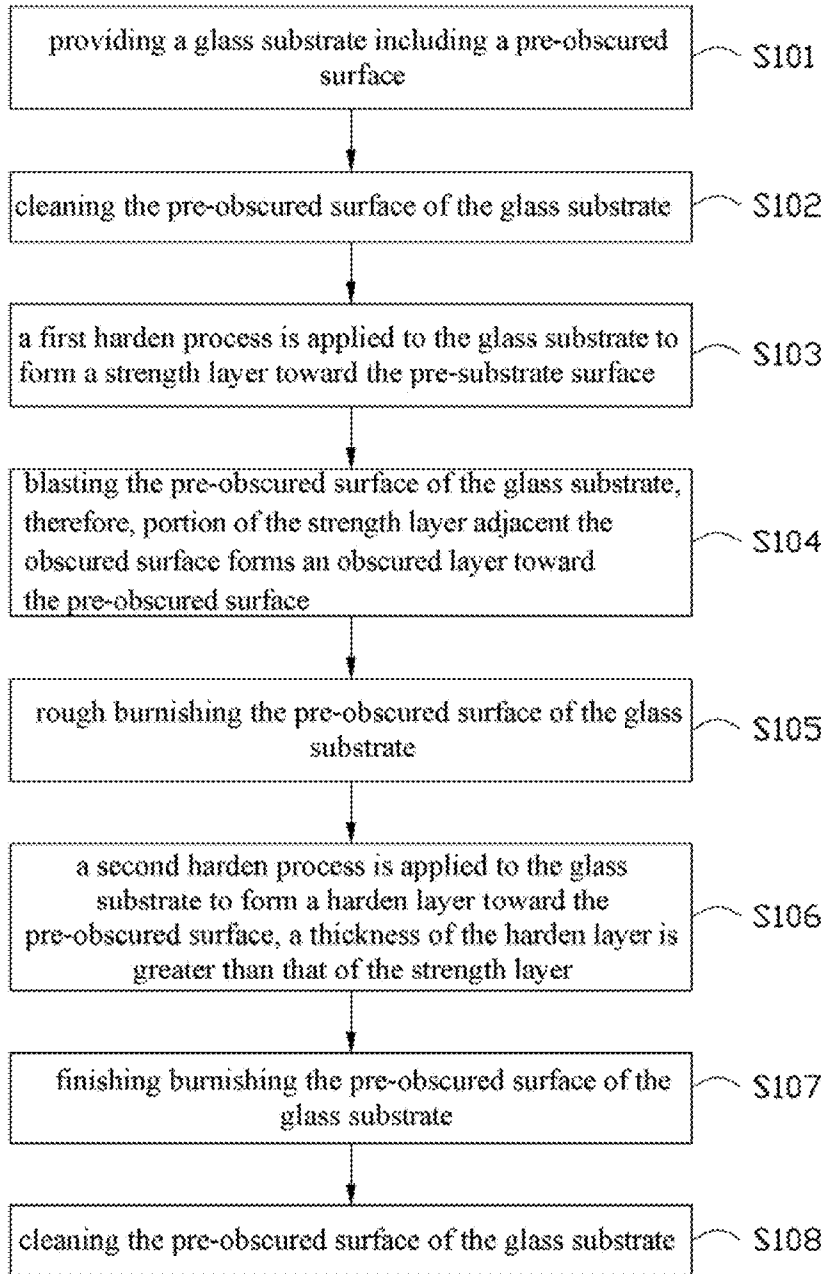 providing a glass substrate including a pre-obscured
surface
S101
cleaning the pre-obscured surface of the glass substrate
S102
a first harden process is applied to the glass substrate to
form a strength layer toward the pre-substrate surface
S103
blasting the pre-obscured surface of the glass substrate,
therefore, portion of the strength layer adjacent the
obscured surface forms an obscured layer toward
the pre-obscured surface
S104
rough burnishing the pre-obscured surface of the glass
substrate
S105
a second harden process is applied to the glass
substrate to form a harden layer toward the
pre-obscured surface, a thickness of the harden layer is
greater than that of the strength layer
S106
finishing burnishing the pre-obscured surface of the
glass substrate
S107
cleaning the pre-obscured surface of the glass substrate
S108